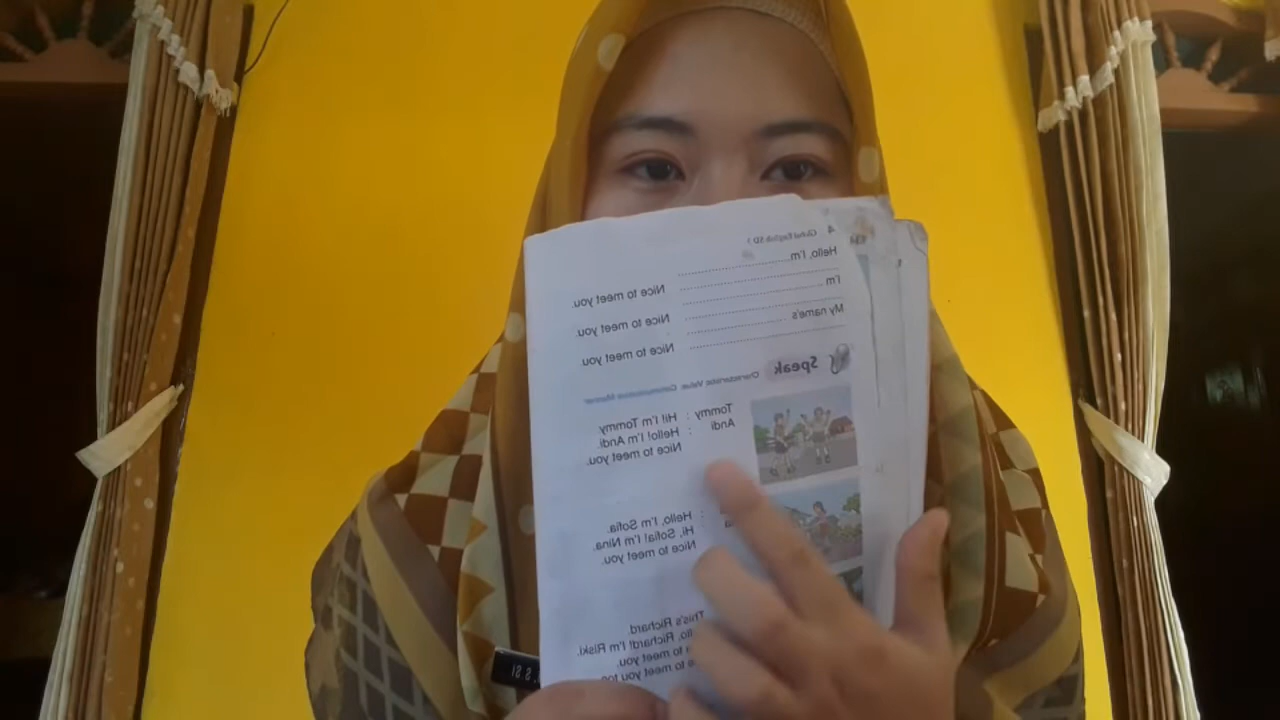 4 Global English SD 1
Hello, I'm....................
Nice to meet you.
I'm ....................
Nice to meet you.
My name's ....................
Nice to meet you
Speak
Characteristic Value: Communicative Manner
Tommy : Hi! I'm Tommy.
Andi : Hello! I'm Andi.
Nice to meet you.
: Hello, I'm Sofia.
: Hi, Sofia! I'm Nina.
Nice to meet you.
This's Richard.
Richard! I'm Riski.
to meet you.
to meet you too